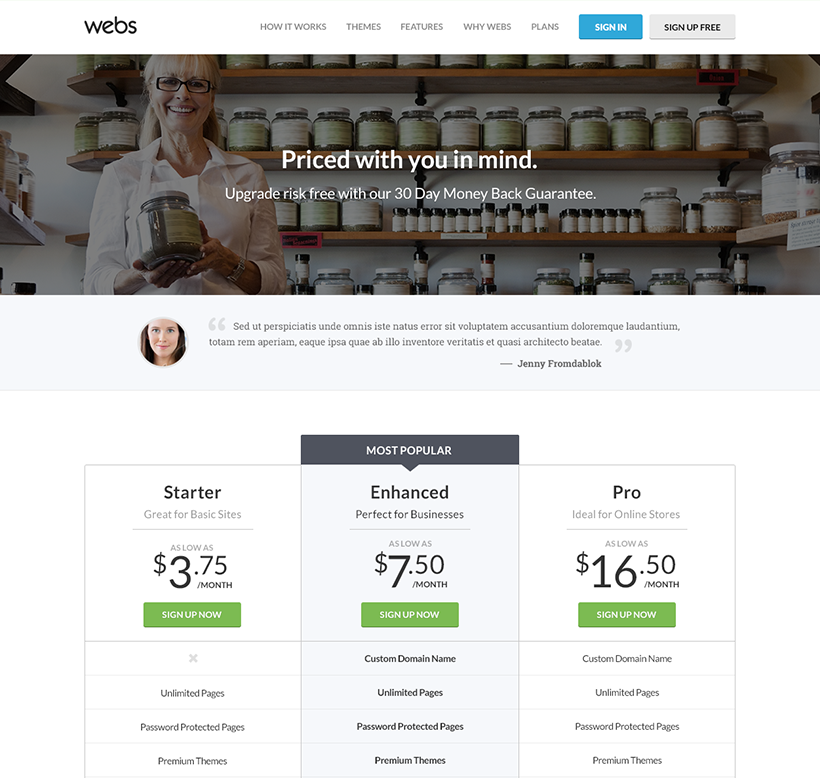 webs
HOW IT WORKS THEMES FEATURES WHY WEBS PLANS SIGN IN SIGN UP FREE
Priced with you in mind.
Upgrade risk free with our 30 Day Money Back Guarantee.
“ Sed ut perspiciatis unde omnis iste natus error sit voluptatem accusantium doloremque laudantium,
totam rem aperiam, eaque ipsa quae ab illo inventore veritatis et quasi architecto beatae. ”
— Jenny Fromdablok
MOST POPULAR
Starter
Great for Basic Sites
AS LOW AS
$3.75
/MONTH
SIGN UP NOW
Unlimited Pages
Password Protected Pages
Premium Themes
Enhanced
Perfect for Businesses
AS LOW AS
$7.50
/MONTH
SIGN UP NOW
Custom Domain Name
Unlimited Pages
Password Protected Pages
Premium Themes
Pro
Ideal for Online Stores
AS LOW AS
$16.50
/MONTH
SIGN UP NOW
Custom Domain Name
Unlimited Pages
Password Protected Pages
Premium Themes